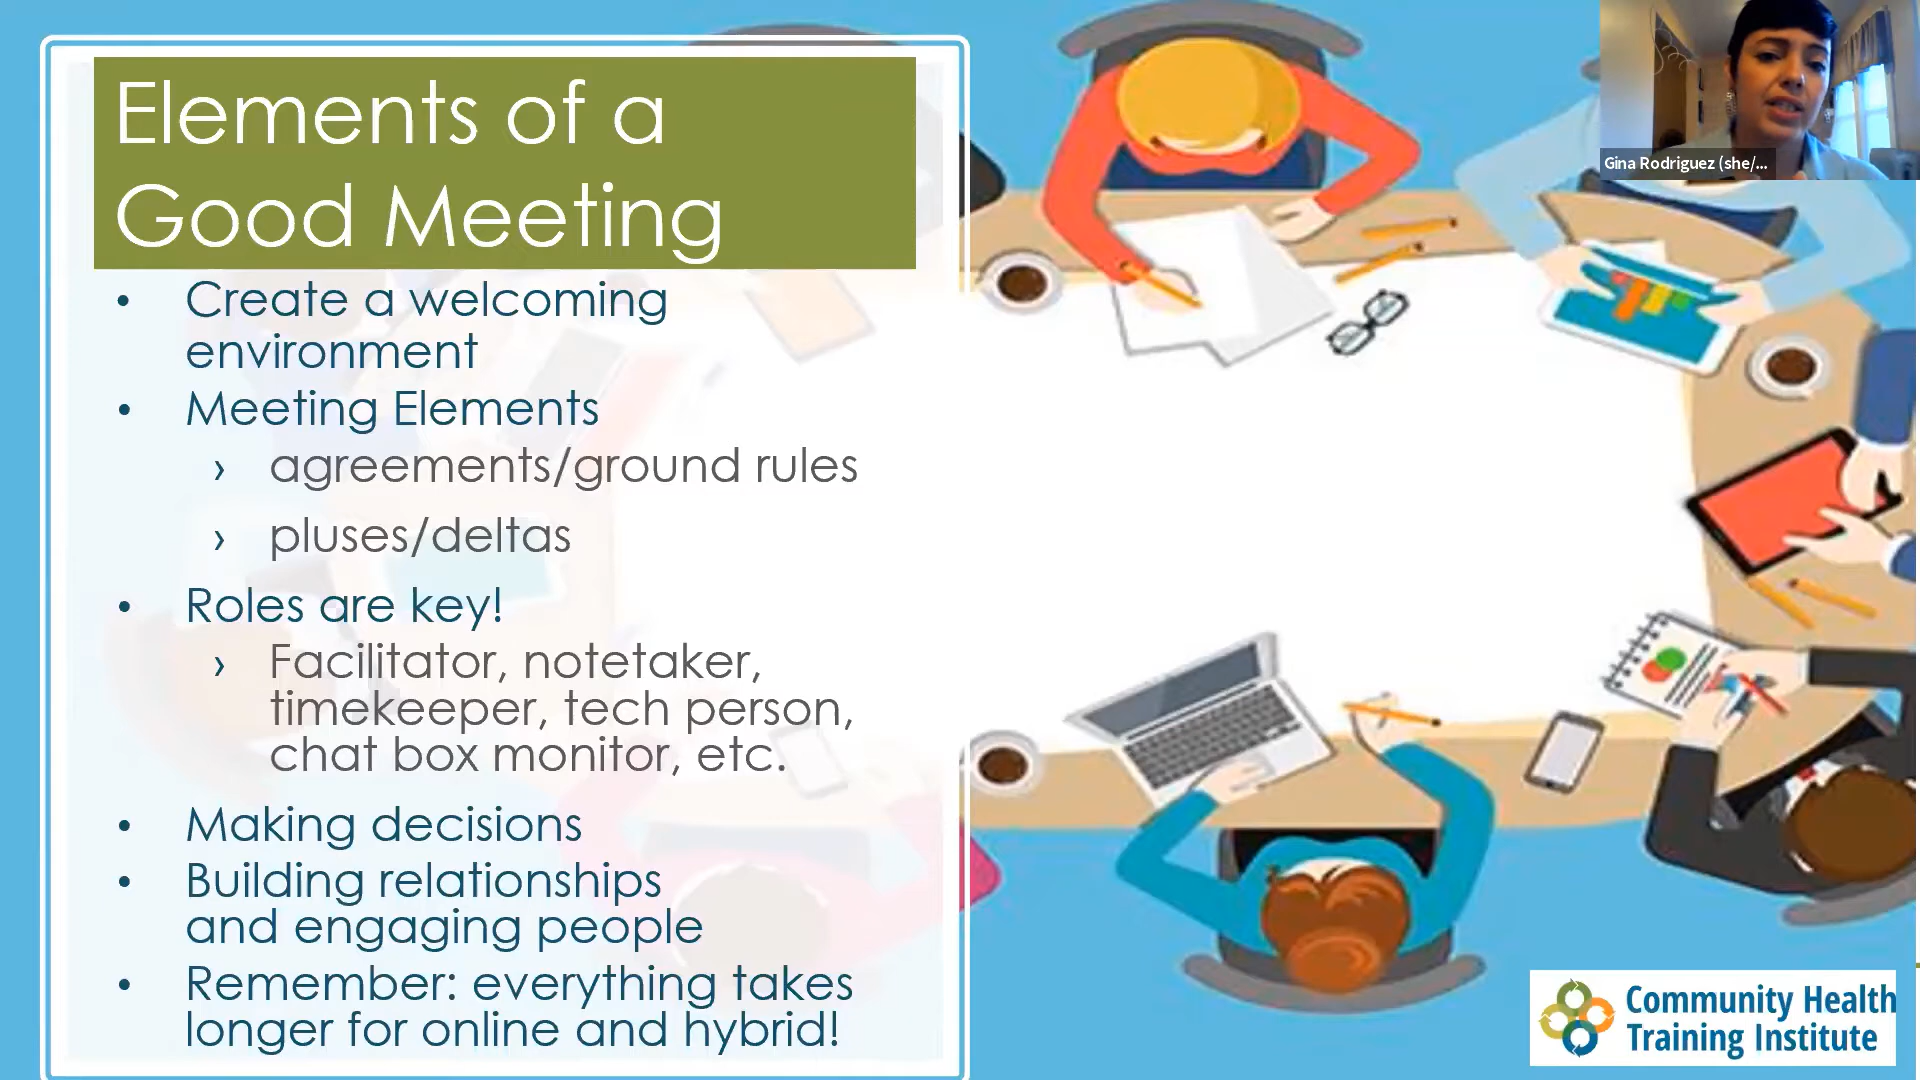 Elements of a
Good Meeting
• Create a welcoming
environment
• Meeting Elements
› agreements/ground rules
› pluses/deltas
• Roles are key!
› Facilitator, notetaker,
timekeeper, tech person,
chat box monitor, etc.
• Making decisions
• Building relationships
and engaging people
• Remember: everything takes
longer for online and hybrid!
Gina Rodriguez (she/...
Community Health
Training Institute